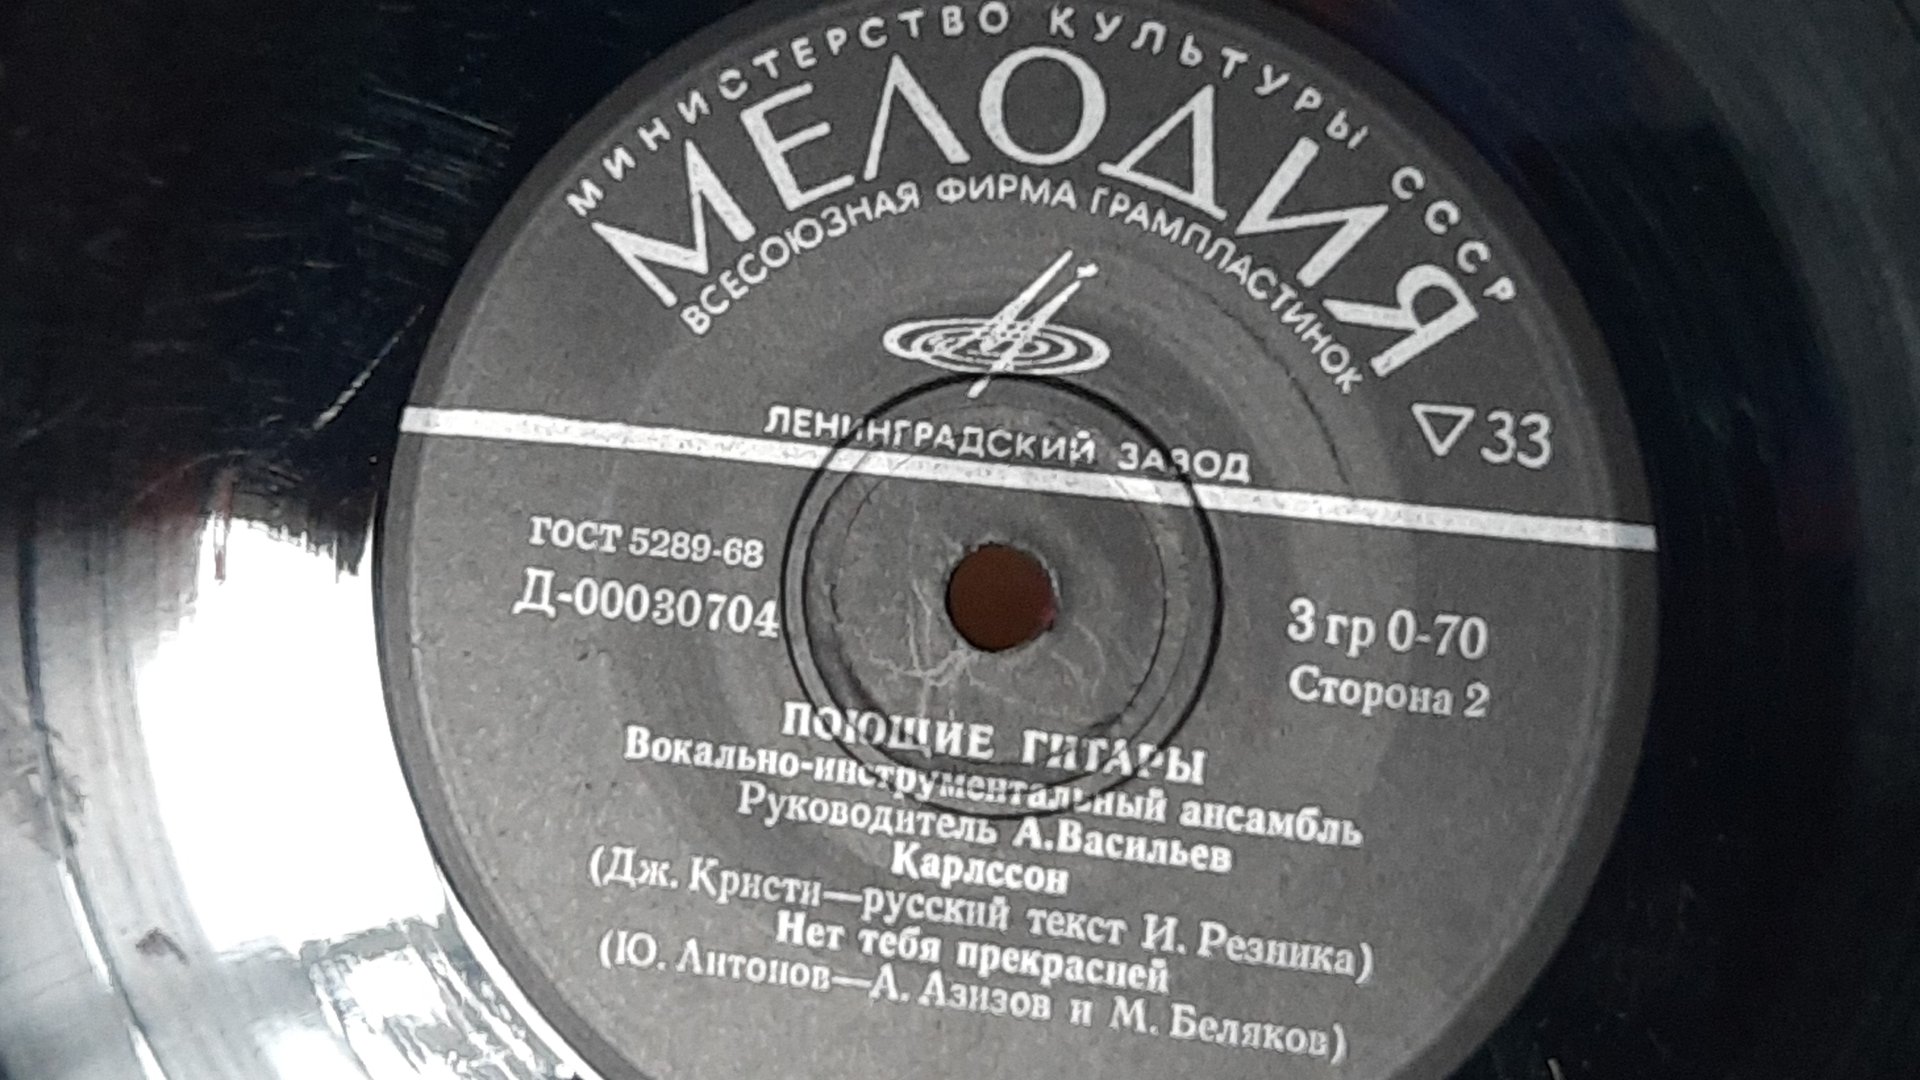 МИНИСТЕРСТВО КУЛЬТУРЫ СССР
МЕЛОДИЯ
ВСЕСОЮЗНАЯ ФИРМА ГРАМПЛАСТИНОК
ЛЕНИНГРАДСКИЙ ЗАВОД
▽ 33
ГОСТ 5289-68
Д-00030704
3 гр 0-70
Сторона 2
ПОЮЩИЕ ГИТАРЫ
Вокально-инструментальный ансамбль
Руководитель А.Васильев
Карлссон
(Дж. Кристи—русский текст И. Резника)
Нет тебя прекрасней
(Ю. Антонов—А. Азизов и М. Беляков)